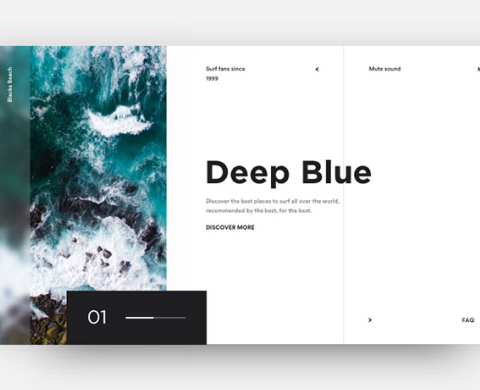 Blacks Beach
Surf fans since
1999
Mute sound
Deep Blue
Discover the best places to surf all over the world,
recommended by the best, for the best.
DISCOVER MORE
01
FAQ